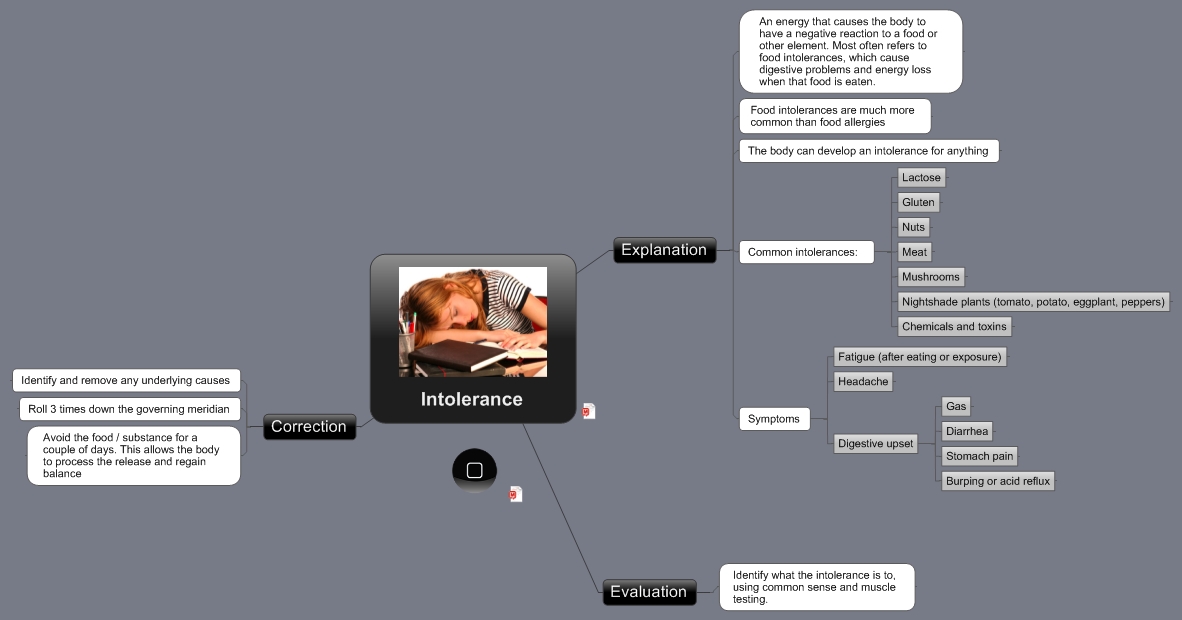 An energy that causes the body to
have a negative reaction to a food or
other element. Most often refers to
food intolerances, which cause
digestive problems and energy loss
when that food is eaten.
Food intolerances are much more
common than food allergies
The body can develop an intolerance for anything
Explanation
Common intolerances:
Lactose
Gluten
Nuts
Meat
Mushrooms
Nightshade plants (tomato, potato, eggplant, peppers)
Chemicals and toxins
Symptoms
Fatigue (after eating or exposure)
Headache
Digestive upset
Gas
Diarrhea
Stomach pain
Burping or acid reflux
Intolerance
Correction
Identify and remove any underlying causes
Roll 3 times down the governing meridian
Avoid the food / substance for a
couple of days. This allows the body
to process the release and regain
balance
Evaluation
Identify what the intolerance is to,
using common sense and muscle
testing.